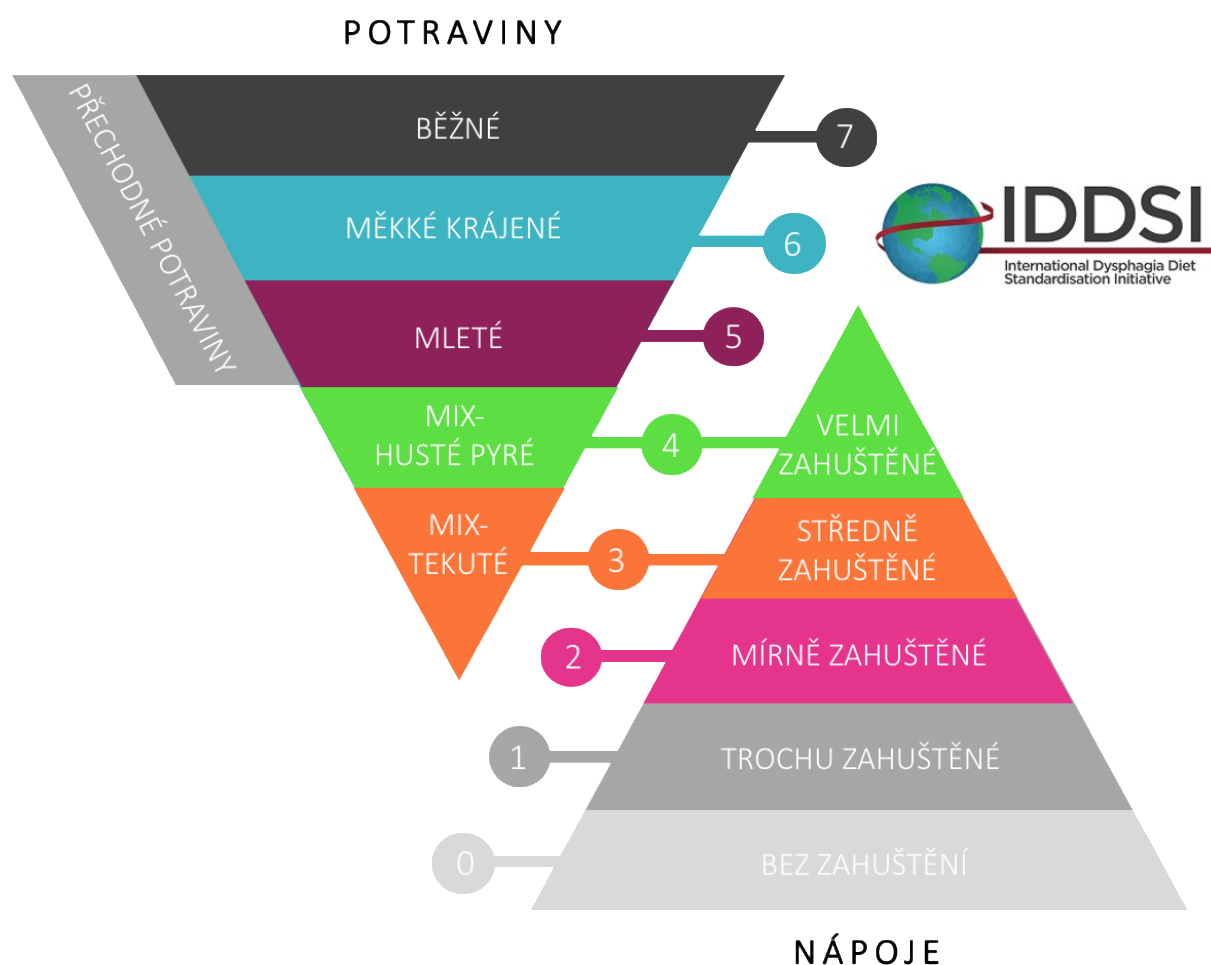 POTRAVINY
PŘECHODNÉ POTRAVINY
BĚŽNÉ
7
MĚKKÉ KRÁJENÉ
6
IDDSI
International Dysphagia Diet
Standardisation Initiative
MLETÉ
5
MIX-
HUSTÉ PYRÉ
4
VELMI
ZAHUŠTĚNÉ
MIX-
TEKUTÉ
3
STŘEDNĚ
ZAHUŠTĚNÉ
2
MÍRNĚ ZAHUŠTĚNÉ
1
TROCHU ZAHUŠTĚNÉ
0
BEZ ZAHUŠTĚNÍ
NÁPOJE